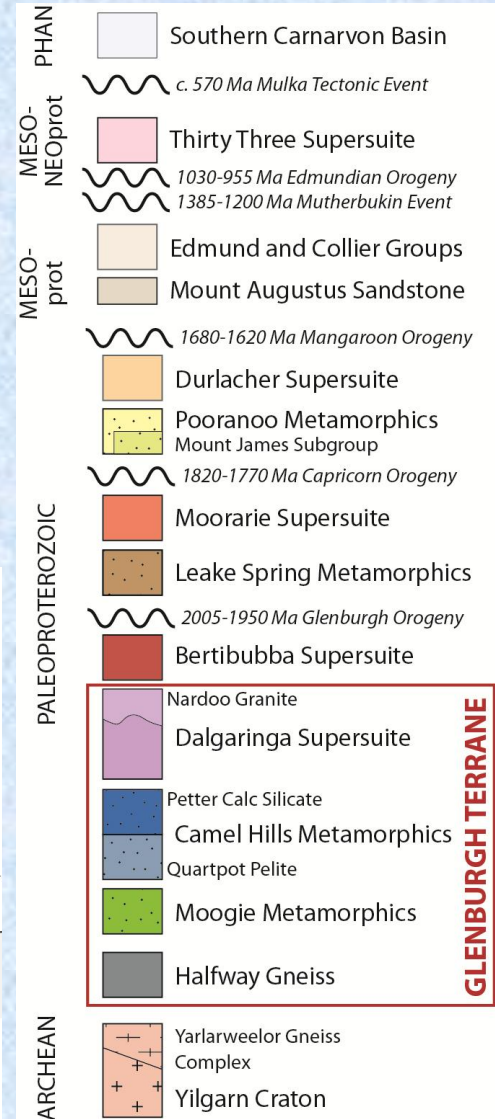 PHAN
Southern Carnarvon Basin
c. 570 Ma Mulka Tectonic Event
MESO-
NEOprot
Thirty Three Supersuite
1030-955 Ma Edmundian Orogeny
1385-1200 Ma Mutherbukin Event
MESO-
prot
Edmund and Collier Groups
Mount Augustus Sandstone
1680-1620 Ma Mangaroon Orogeny
PALEOPROTEROZOIC
Durlacher Supersuite
Pooranoo Metamorphics
Mount James Subgroup
1820-1770 Ma Capricorn Orogeny
Moorarie Supersuite
Leake Spring Metamorphics
2005-1950 Ma Glenburgh Orogeny
Bertibubba Supersuite
GLENBURGH TERRANE
Nardoo Granite
Dalgaringa Supersuite
Petter Calc Silicate
Camel Hills Metamorphics
Quartpot Pelite
Moogie Metamorphics
Halfway Gneiss
ARCHEAN
Yarlarweelor Gneiss
Complex
Yilgarn Craton